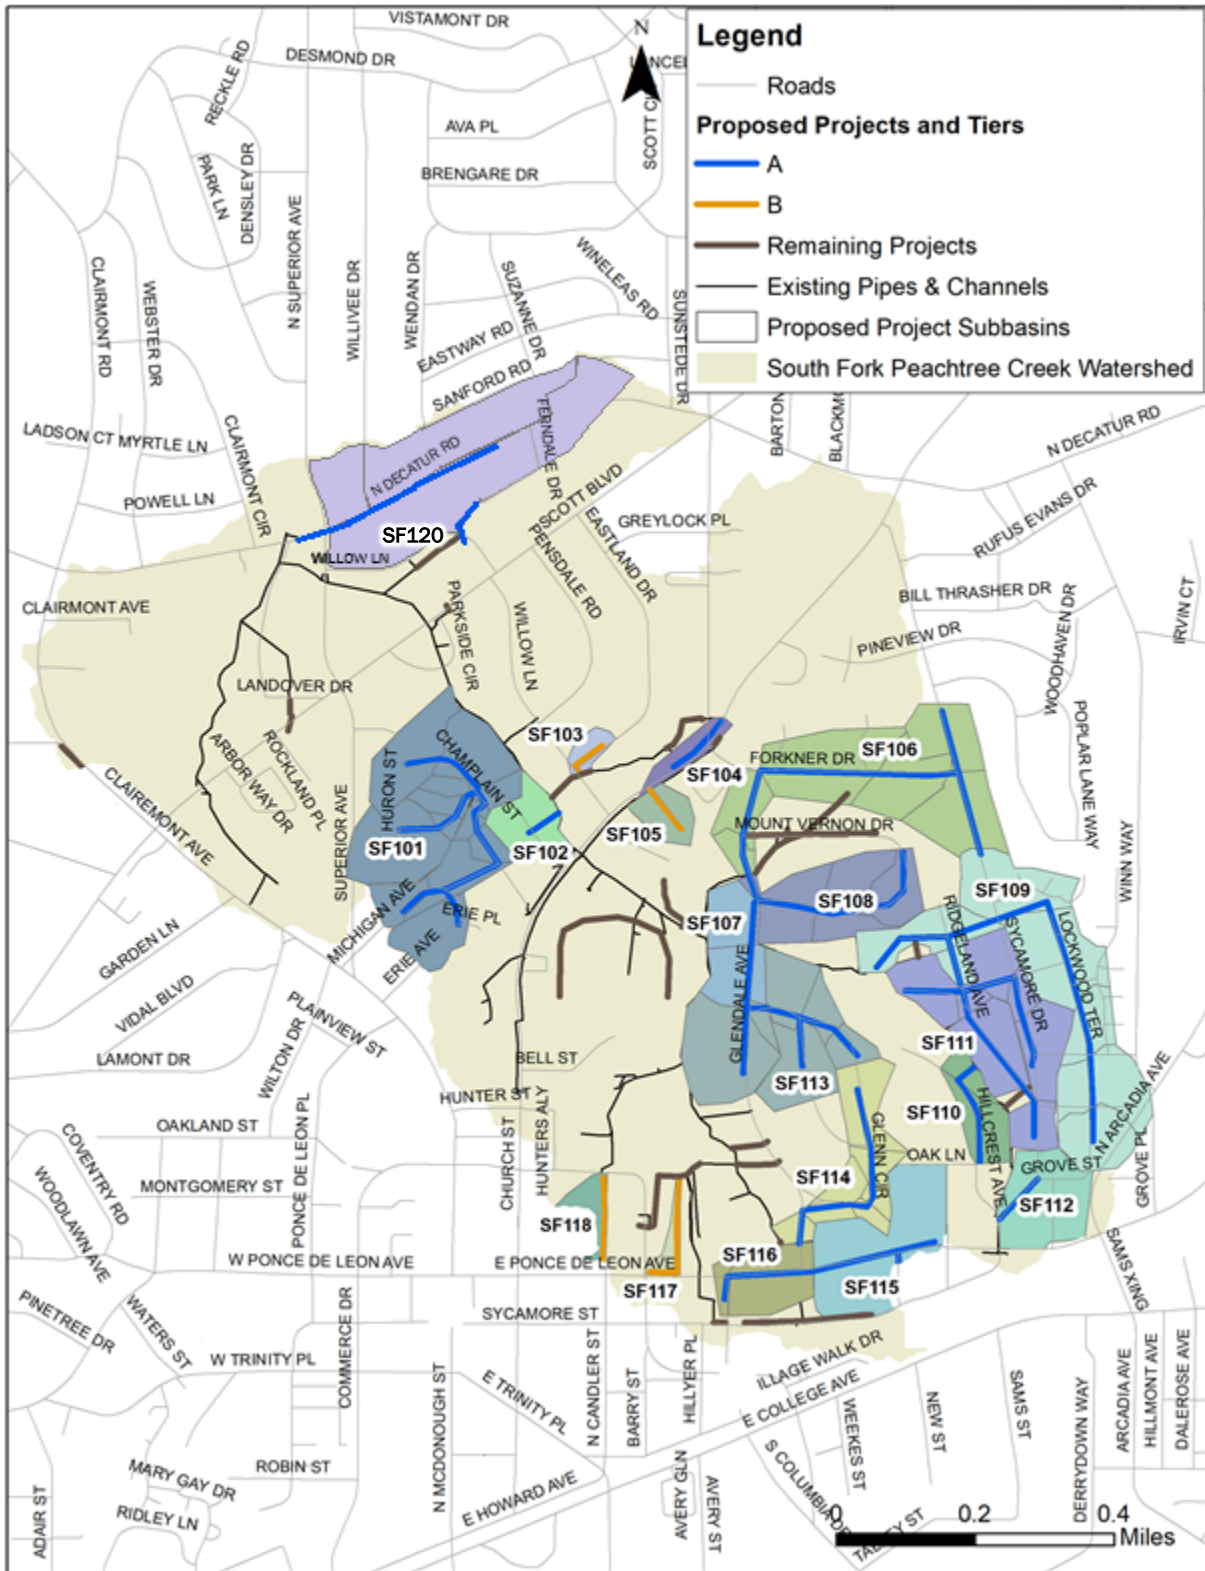 VISTAMONT DR
N
Legend
DESMOND DR
RECKLE RD
Roads
SCOTT CI
Proposed Projects and Tiers
AVA PL
A
PARK LN
DENSLEY DR
BRENGARE DR
B
N SUPERIOR AVE
WINELEAS RD
Remaining Projects
CLAIRMONT RD
WEBSTER DR
WILLIVEE DR
WENDAN DR
SUZANNE DR
SUNSTEDE DR
Existing Pipes & Channels
EASTWAY RD
Proposed Project Subbasins
SANFORD RD
South Fork Peachtree Creek Watershed
FERNDALE DR
BARTON
BLACKM
LADSON CT MYRTLE LN
CLAIRMONT CIR
N DECATUR RD
N DECATUR RD
POWELL LN
SCOTT BLVD
EASTLAND DR
GREYLOCK PL
RUFUS EVANS DR
SF120
PENSDALE RD
WILLOW LN
CLAIRMONT AVE
PARKSIDE CIR
WILLOW LN
BILL THRASHER DR
WOODHAVEN DR
IRVIN CT
PINEVIEW DR
LANDOVER DR
POPLAR LANE WAY
ARBOR WAY DR
ROCKLAND PL
HURON ST
CHAMPLAIN ST
SF103
SF104
FORKNER DR
SF106
CLAIREMONT AVE
SUPERIOR AVE
SF101
SF102
SF105
MOUNT VERNON DR
WINN WAY
MICHIGAN AVE
ERIE PL
ERIE AVE
SF107
SF108
SF109
RIDGELAND AVE
SYCAMORE DR
LOCKWOOD TER
GARDEN LN
VIDAL BLVD
PLAINVIEW ST
GLENDALE AVE
LAMONT DR
WILTON DR
BELL ST
SF111
SF113
HUNTER ST
SF110
HILLCREST AVE
N ARCADIA AVE
OAKLAND ST
COVENTRY RD
PONCE DE LEON PL
CHURCH ST
HUNTERS ALY
GLENN CIR
OAK LN
GROVE ST
GROVE PL
WOODLAWN AVE
MONTGOMERY ST
SF114
SF112
SF118
W PONCE DE LEON AVE
E PONCE DE LEON AVE
SF116
SF115
SF117
SAMS XING
PINETREE DR
WATERS ST
COMMERCE DR
SYCAMORE ST
W TRINITY PL
N MCDONOUGH ST
E TRINITY PL
N CANDLER ST
BARRY ST
HILLYER PL
ILLAGE WALK DR
E COLLEGE AVE
WEEKES ST
NEW ST
SAMS ST
DERRYDOWN WAY
ARCADIA AVE
HILLMONT AVE
DALEROSE AVE
MARY GAY DR
ROBIN ST
RIDLEY LN
ADAIR ST
E HOWARD AVE
AVERY GLN
AVERY ST
S COLUMBIA DR
0 0.2 0.4
Miles